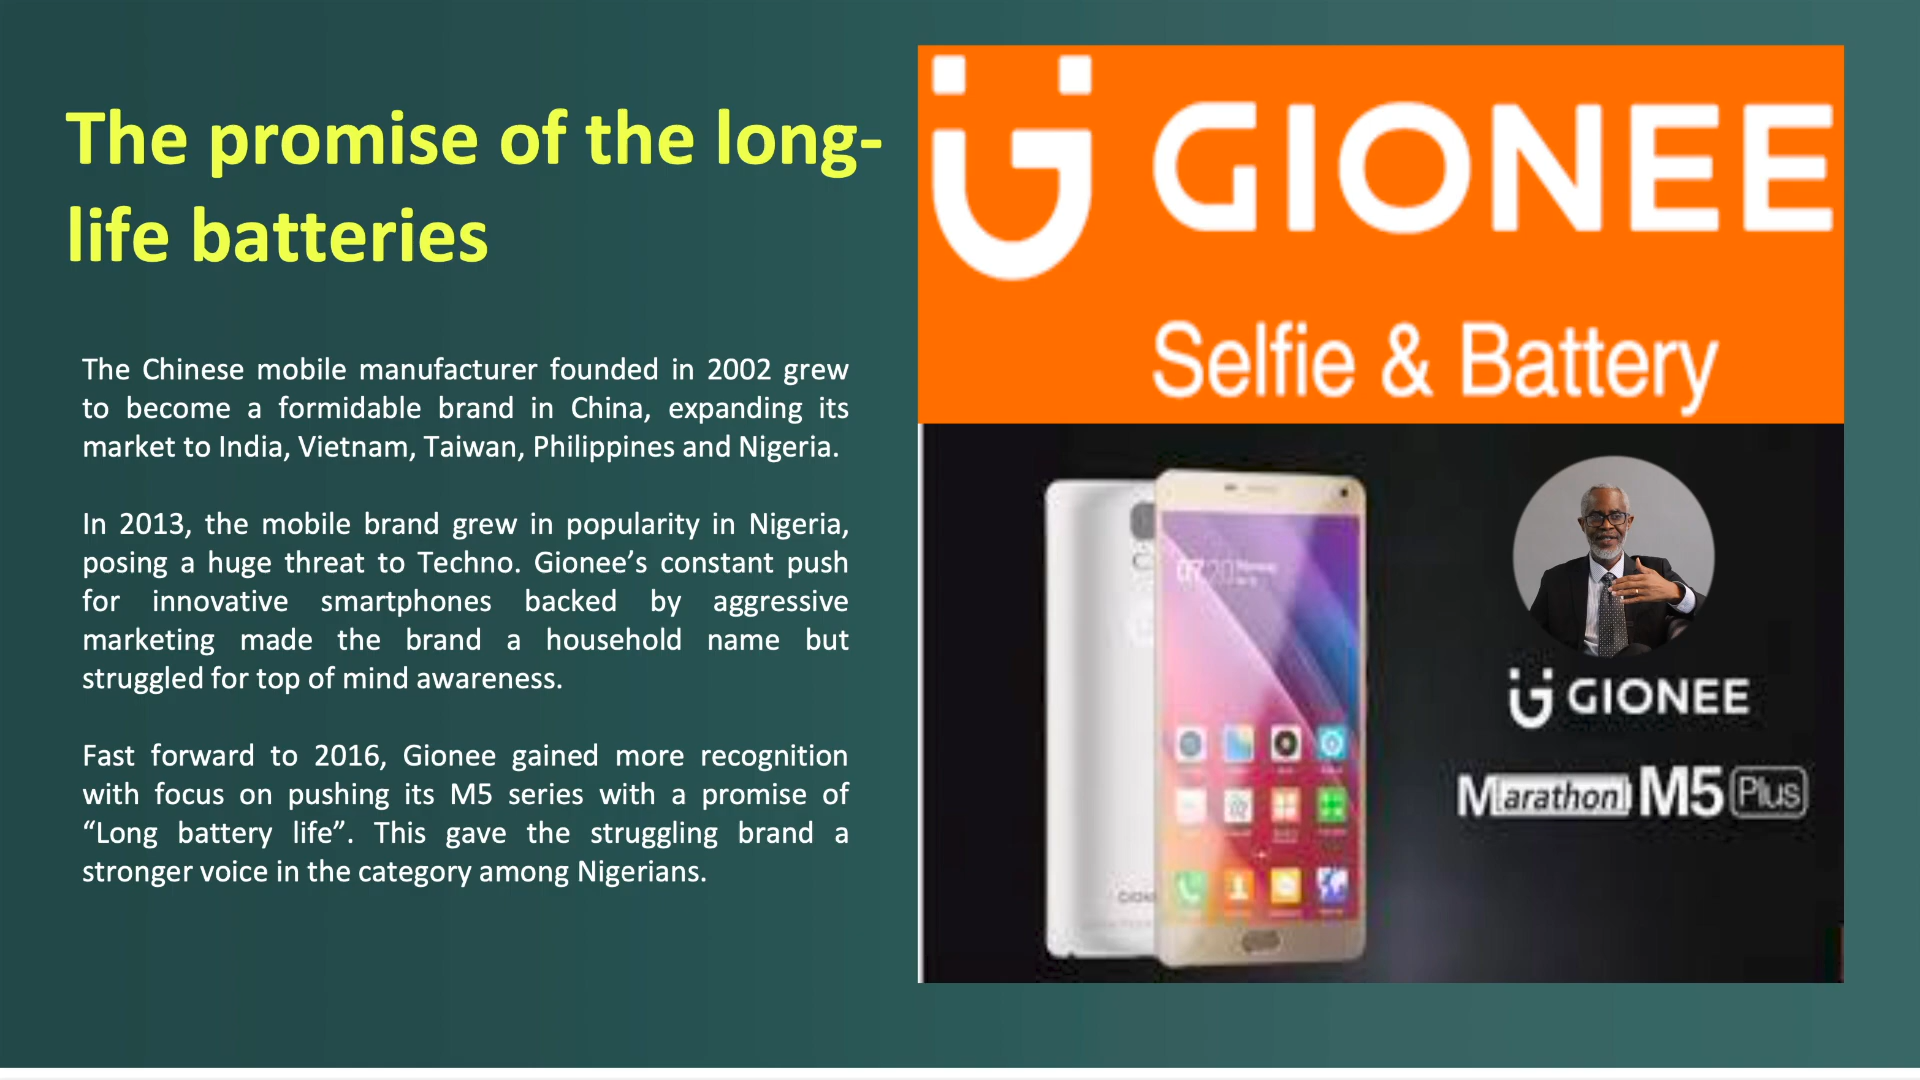 The promise of the long-
life batteries
The Chinese mobile manufacturer founded in 2002 grew
to become a formidable brand in China, expanding its
market to India, Vietnam, Taiwan, Philippines and Nigeria.
In 2013, the mobile brand grew in popularity in Nigeria,
posing a huge threat to Techno. Gionee’s constant push
for innovative smartphones backed by aggressive
marketing made the brand a household name but
struggled for top of mind awareness.
Fast forward to 2016, Gionee gained more recognition
with focus on pushing its M5 series with a promise of
“Long battery life”. This gave the struggling brand a
stronger voice in the category among Nigerians.
GIONEE
Selfie & Battery
07:20
GIONEE
Marathon M5 Plus